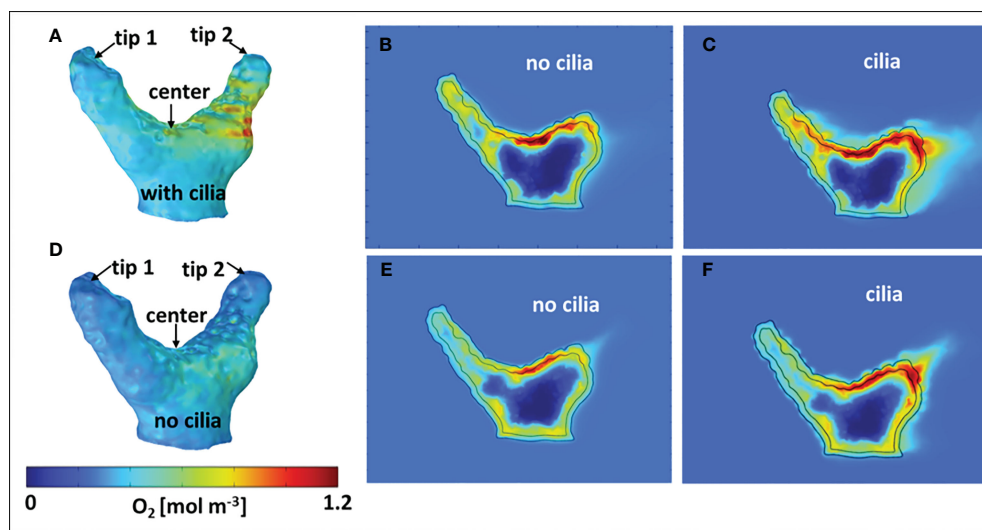 A
tip 1
tip 2
center
with cilia
B
no cilia
C
cilia
D
tip 1
tip 2
center
no cilia
E
no cilia
F
cilia
0
O₂ [mol m⁻³]
1.2